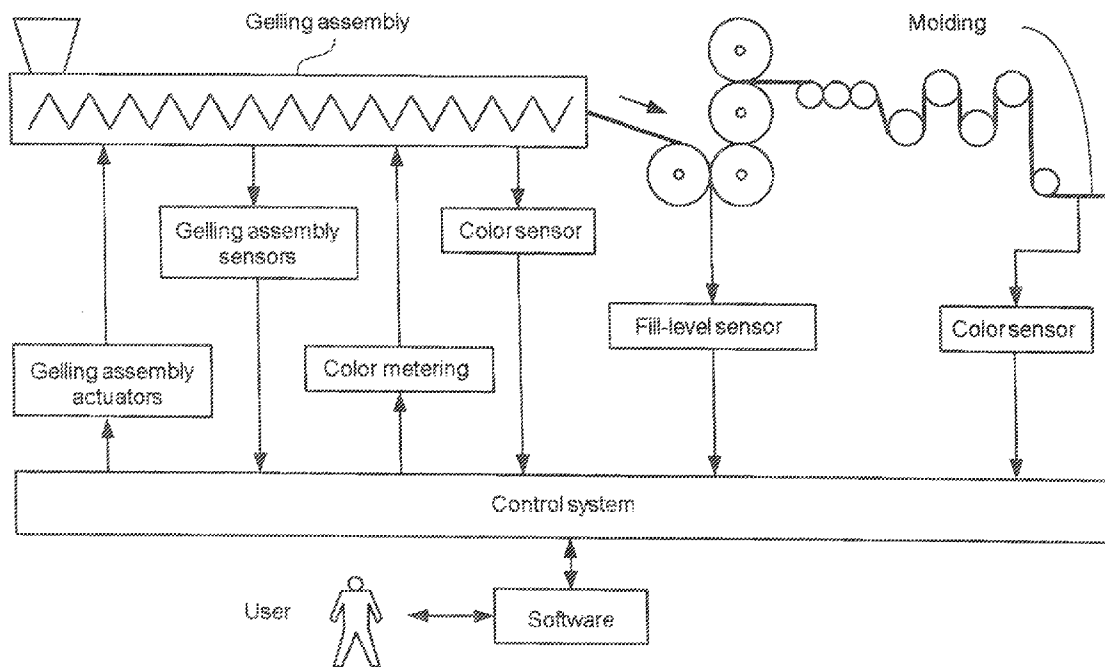 Gelling assembly
Molding
Gelling assembly
sensors
Color sensor
Fill-level sensor
Color sensor
Gelling assembly
actuators
Color metering
Control system
User
Software